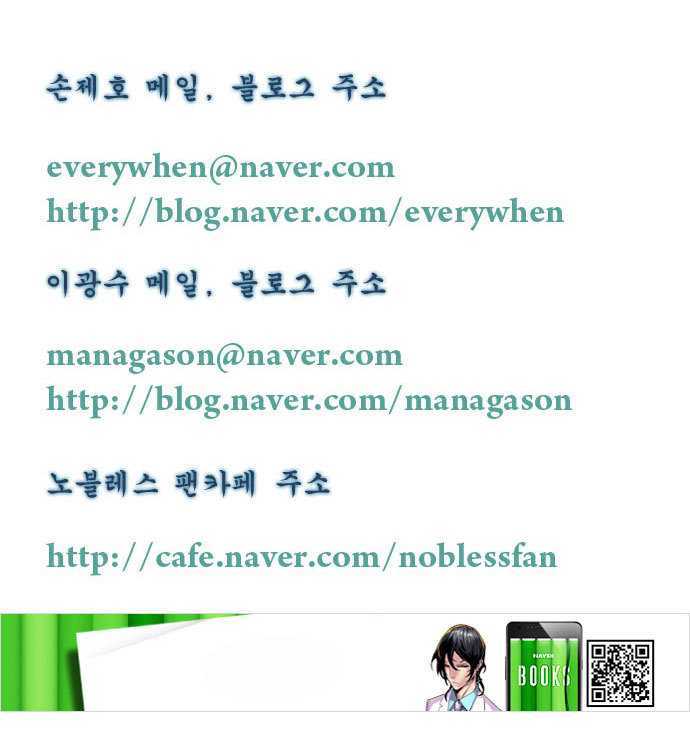 손제호 메일, 블로그 주소
everywhen@naver.com
http://blog.naver.com/everywhen
이광수 메일, 블로그 주소
managason@naver.com
http://blog.naver.com/managason
노블레스 팬카페 주소
http://cafe.naver.com/noblessfan
NAVER
BOOKS